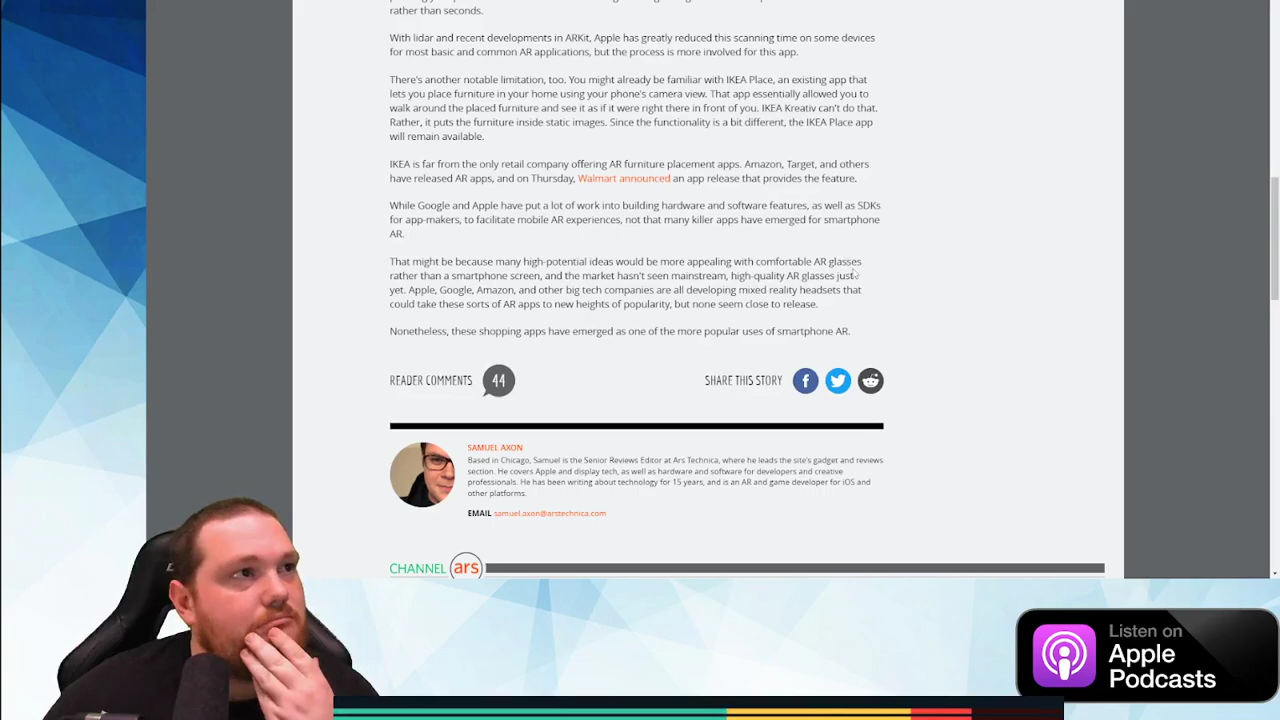 rather than seconds.
With lidar and recent developments in ARKit, Apple has greatly reduced this scanning time on some devices
for most basic and common AR applications, but the process is more involved for this app.
There's another notable limitation, too. You might already be familiar with IKEA Place, an existing app that
lets you place furniture in your home using your phone's camera view. That app essentially allowed you to
walk around the placed furniture and see it as if it were right there in front of you. IKEA Kreativ can't do that.
Rather, it puts the furniture inside static images. Since the functionality is a bit different, the IKEA Place app
will remain available.
IKEA is far from the only retail company offering AR furniture placement apps. Amazon, Target, and others
have released AR apps, and on Thursday, Walmart announced an app release that provides the feature.
While Google and Apple have put a lot of work into building hardware and software features, as well as SDKs
for app-makers, to facilitate mobile AR experiences, not that many killer apps have emerged for smartphone
AR.
That might be because many high-potential ideas would be more appealing with comfortable AR glasses
rather than a smartphone screen, and the market hasn't seen mainstream, high-quality AR glasses just
yet. Apple, Google, Amazon, and other big tech companies are all developing mixed reality headsets that
could take these sorts of AR apps to new heights of popularity, but none seem close to release.
Nonetheless, these shopping apps have emerged as one of the more popular uses of smartphone AR.
READER COMMENTS 44 SHARE THIS STORY
SAMUEL AXON
Based in Chicago, Samuel is the Senior Reviews Editor at Ars Technica, where he leads the site's gadget and reviews
section. He covers Apple and display tech, as well as hardware and software for developers and creative
professionals. He has been writing about technology for 15 years, and is an AR and game developer for iOS and
other platforms.
EMAIL samuel.axon@arstechnica.com
CHANNEL ars
Listen on
Apple
Podcasts